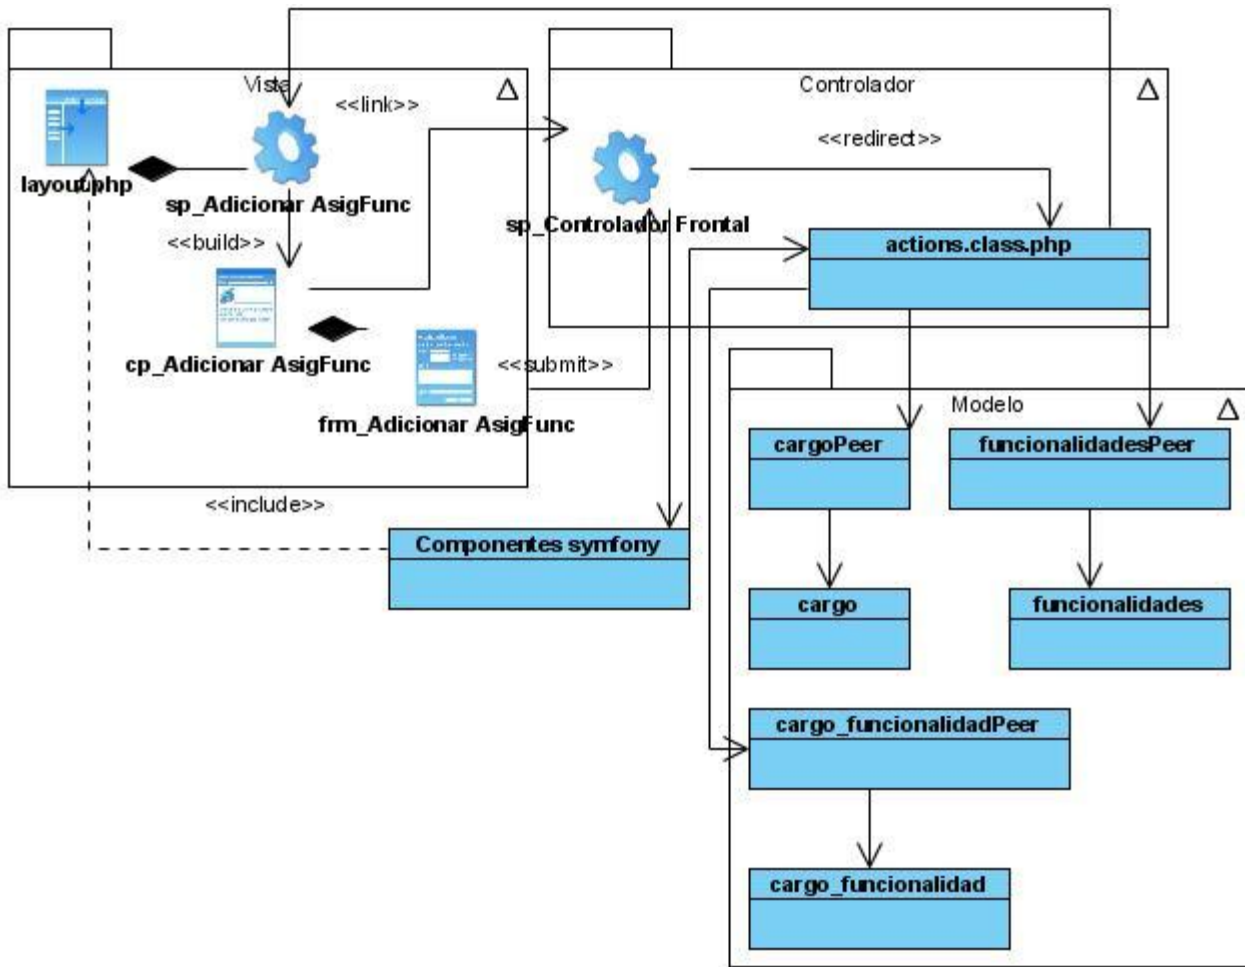 Vista
Controlador
<<link>>
<<redirect>>
layout.php
sp_Adicionar AsigFunc
sp_Controlador Frontal
<<build>>
actions.class.php
cp_Adicionar AsigFunc
<<submit>>
frm_Adicionar AsigFunc
Modelo
cargoPeer
funcionalidadesPeer
<<include>>
Componentes symfony
cargo
funcionalidades
cargo_funcionalidadPeer
cargo_funcionalidad